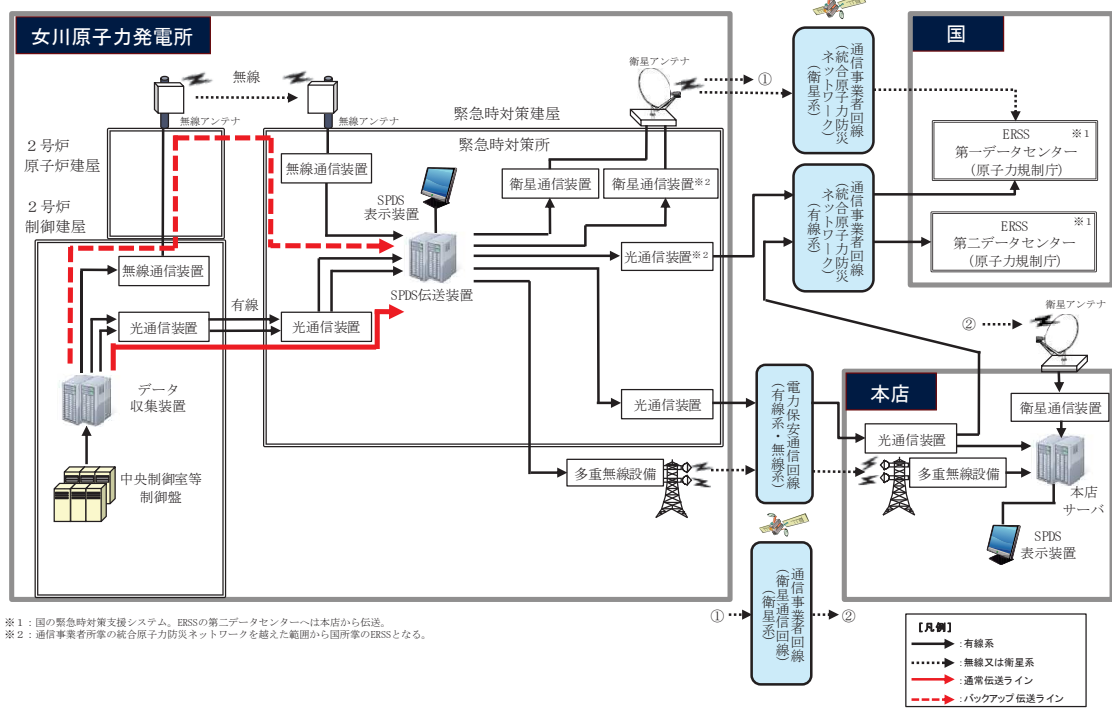 女川原子力発電所
無線
無線アンテナ
無線アンテナ
衛星アンテナ
①
２号炉
原子炉建屋
２号炉
制御建屋
緊急時対策建屋
緊急時対策所
無線通信装置
SPDS
表示装置
衛星通信装置
衛星通信装置※2
光通信装置※2
SPDS伝送装置
無線通信装置
有線
光通信装置
光通信装置
データ
収集装置
中央制御室等
制御盤
光通信装置
多重無線設備
通信事業者回線
(統合原子力防災
ネットワーク)
(衛星系)
通信事業者回線
(統合原子力防災
ネットワーク)
(有線系)
電力保安通信回線
(有線系・無線系)
①
通信事業者回線
(衛星通信回線)
(衛星系)
②
国
ERSS ※1
第一データセンター
(原子力規制庁)
ERSS ※1
第二データセンター
(原子力規制庁)
衛星アンテナ
②
本店
衛星通信装置
光通信装置
多重無線設備
本店
サーバ
SPDS
表示装置
※1：国の緊急時対策支援システム。ERSSの第二データセンターへは本店から伝送。
※2：通信事業者所掌の統合原子力防災ネットワークを越えた範囲から国所掌のERSSとなる。
［凡例］
：有線系
：無線又は衛星系
：通常伝送ライン
：バックアップ伝送ライン